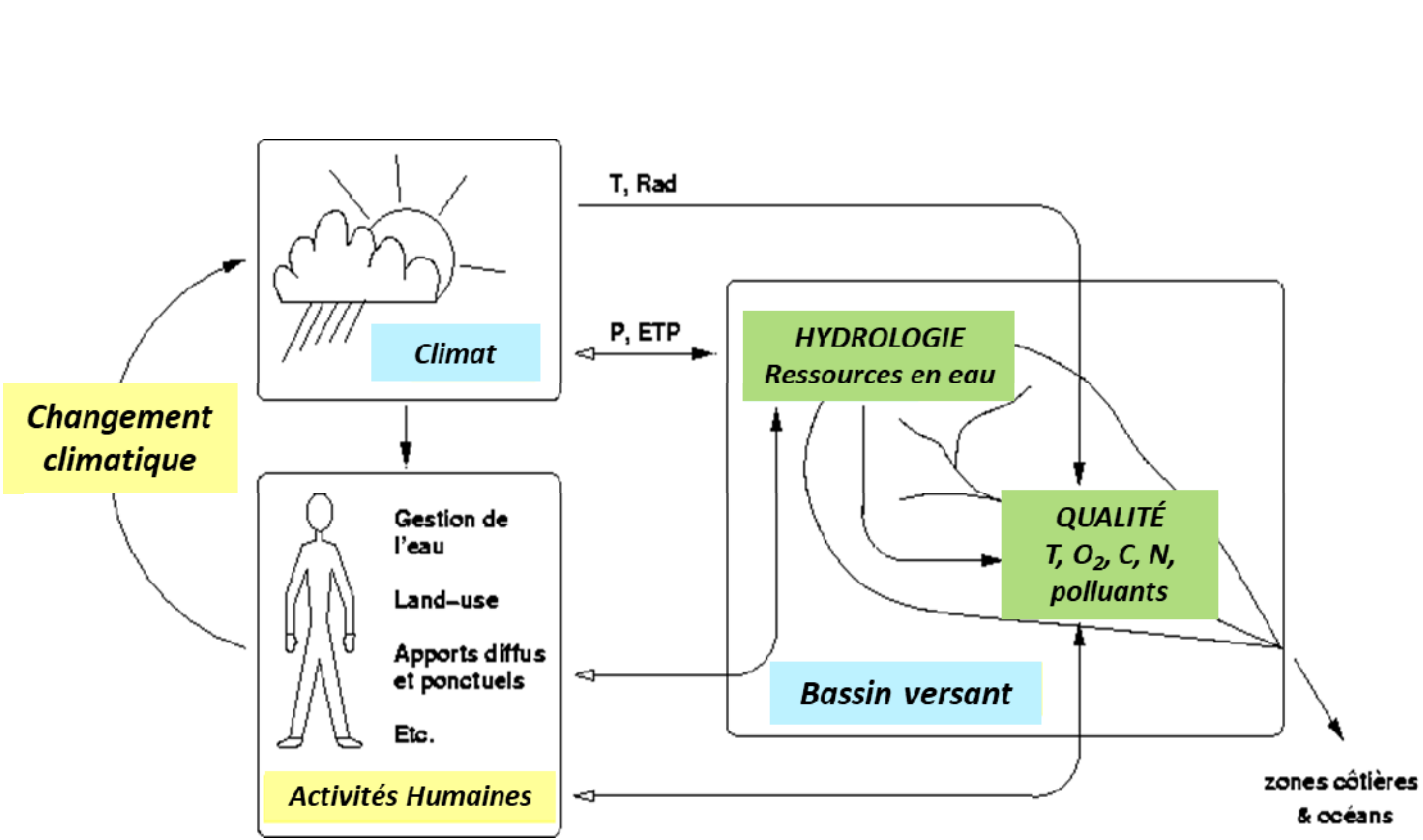 T, Rad
Climat
P, ETP
HYDROLOGIE
Ressources en eau
Changement
climatique
QUALITÉ
T, O₂, C, N,
polluants
Gestion de
l'eau
Land–use
Apports diffus
et ponctuels
Etc.
Activités Humaines
Bassin versant
zones côtières
& océans